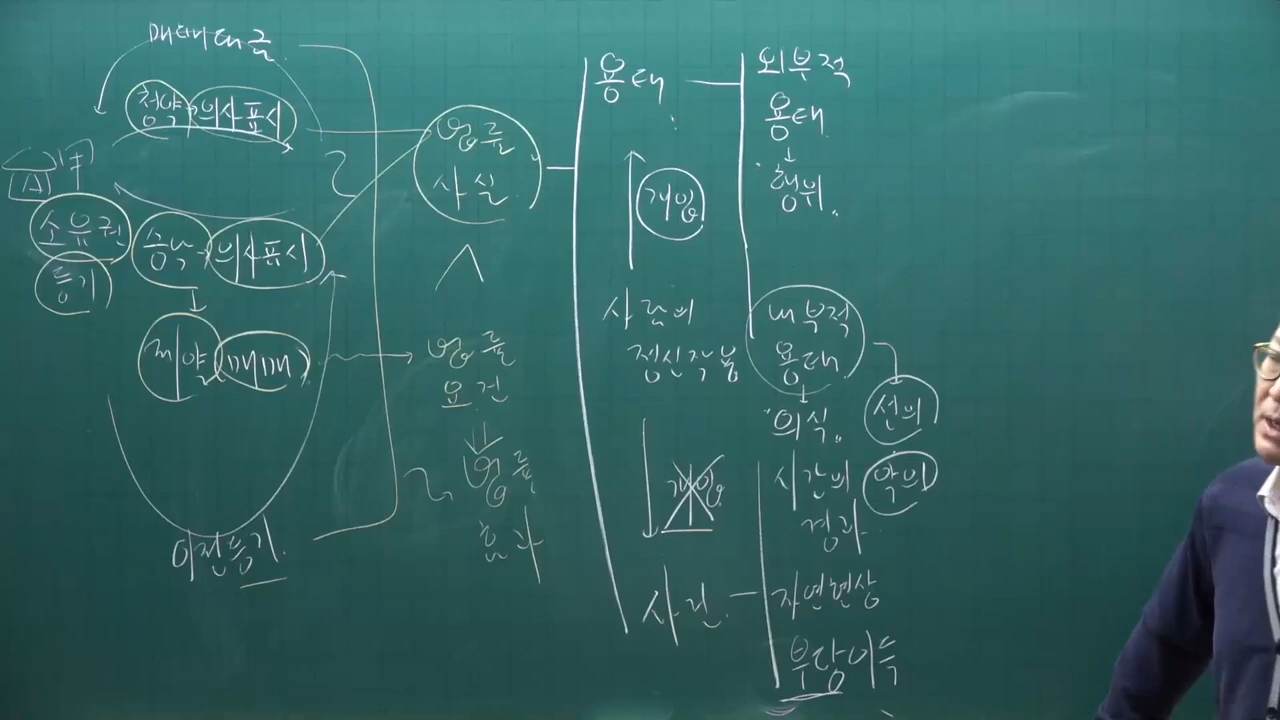 매매대금
청약 의사표시
甲
A
소유권
등기
승낙 의사표시
계약(매매)
이전등기
법률
사실
법률
요건
법률
효과
용태
개입
사람의
정신작용
개입
사건
외부적
용태
행위
내부적
용태
의식
선의
악의
시간의
경과
자연현상
부당이득